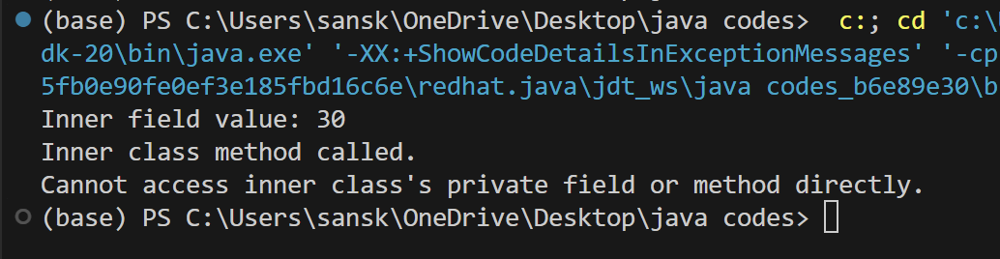 (base) PS C:\Users\sansk\OneDrive\Desktop\java codes>  c:; cd 'c:\
dk-20\bin\java.exe' '-XX:+ShowCodeDetailsInExceptionMessages' '-cp
5fb0e90fe0ef3e185fbd16c6e\redhat.java\jdt_ws\java codes_b6e89e30\b
Inner field value: 30
Inner class method called.
Cannot access inner class's private field or method directly.
(base) PS C:\Users\sansk\OneDrive\Desktop\java codes>